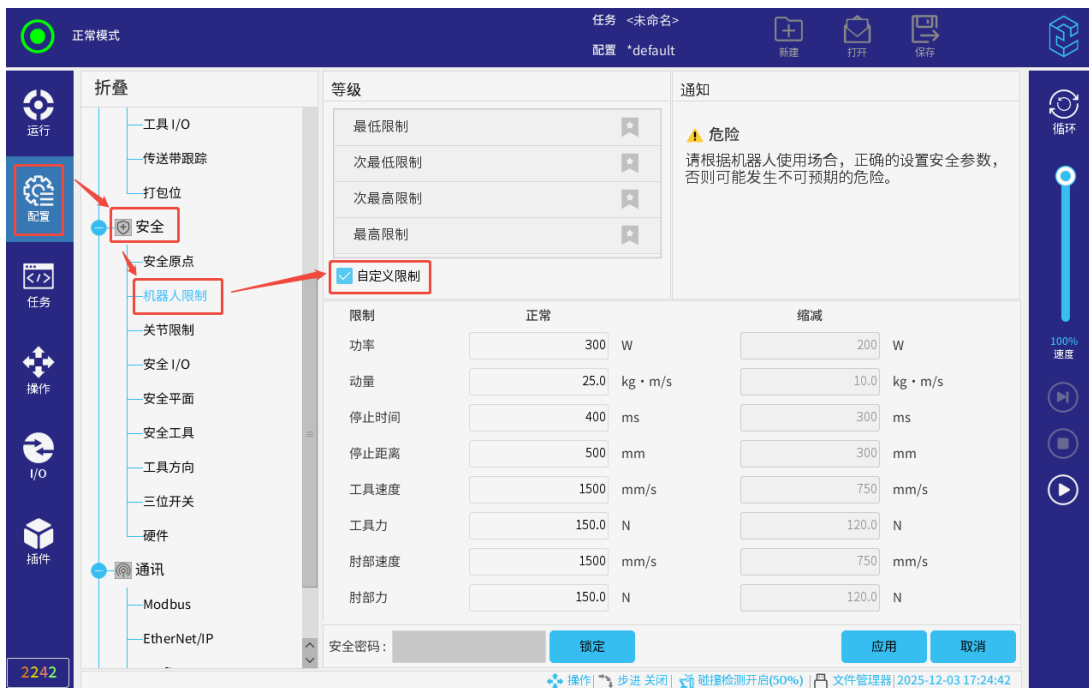 正常模式
任务 <未命名>
配置 *default
新建
打开
保存
运行
配置
任务
操作
I/O
插件
2242
折叠
工具 I/O
传送带跟踪
打包位
安全
安全原点
机器人限制
关节限制
安全 I/O
安全平面
安全工具
工具方向
三位开关
硬件
通讯
Modbus
EtherNet/IP
等级
最低限制
次最低限制
次最高限制
最高限制
自定义限制
通知
危险
请根据机器人使用场合，正确的设置安全参数，
否则可能发生不可预期的危险。
限制 正常 缩减
功率 300 W 200 W
动量 25.0 kg·m/s 10.0 kg·m/s
停止时间 400 ms 300 ms
停止距离 500 mm 300 mm
工具速度 1500 mm/s 750 mm/s
工具力 150.0 N 120.0 N
肘部速度 1500 mm/s 750 mm/s
肘部力 150.0 N 120.0 N
安全密码: 锁定 应用 取消
操作| 步进 关闭| 碰撞检测开启(50%) | 文件管理器| 2025-12-03 17:24:42
循环
100%
速度